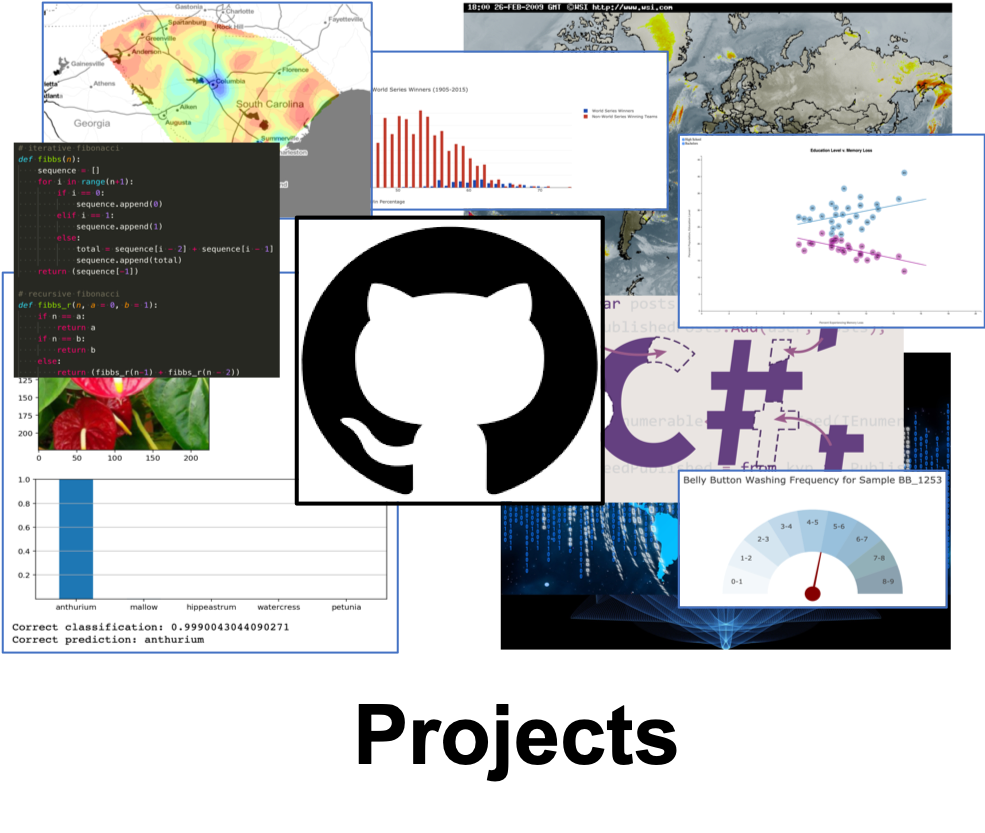 18:00 26-FEB-2009 GMT ©WSI http://www.wsi.com
Gastonia
Charlotte
Spartanburg
Rock Hill
Fayetteville
Greenville
Anderson
Gainesville
Athens
Florence
Columbia
Aiken
South Carolina
Georgia
Augusta
Summerville
World Series Winners (1905-2015)
World Series Winners
Non-World Series Winning Teams
in Percentage
Education Level v. Memory Loss
# iterative fibonacci
def fibbs(n):
sequence = []
for i in range(n+1):
if i == 0:
sequence.append(0)
elif i == 1:
sequence.append(1)
else:
total = sequence[i - 2] + sequence[i - 1]
sequence.append(total)
return (sequence[-1])
# recursive fibonacci
def fibbs_r(n, a = 0, b = 1):
if n == a:
return a
if n == b:
return b
else:
return (fibbs_r(n-1) + fibbs_r(n - 2))
125
150
175
200
0 50 100 150 200
1.0
0.8
0.6
0.4
0.2
anthurium mallow hippeastrum watercress petunia
Correct classification: 0.9990043044090271
Correct prediction: anthurium
ar posts
C#
= from
Belly Button Washing Frequency for Sample BB_1253
0-1
1-2
2-3
3-4
4-5
5-6
6-7
7-8
8-9
Projects